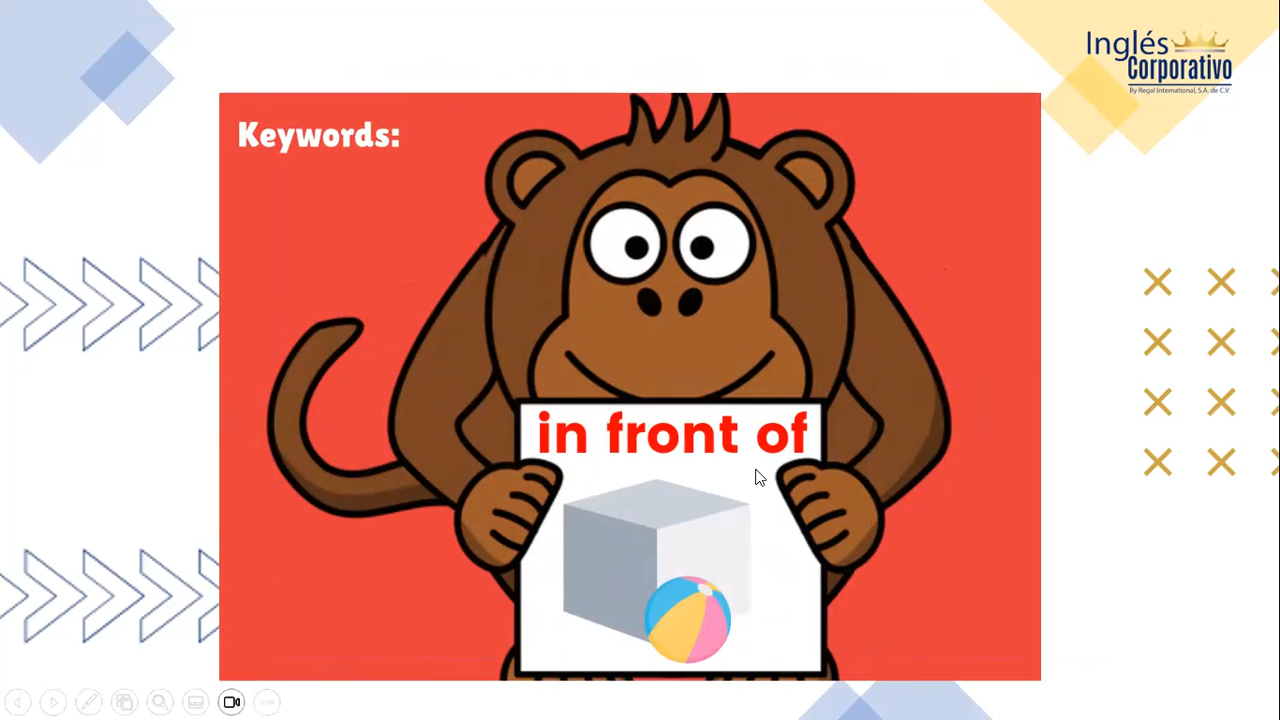 Inglés
Corporativo
By Regal International, S.A. de C.V.
Keywords:
in front of